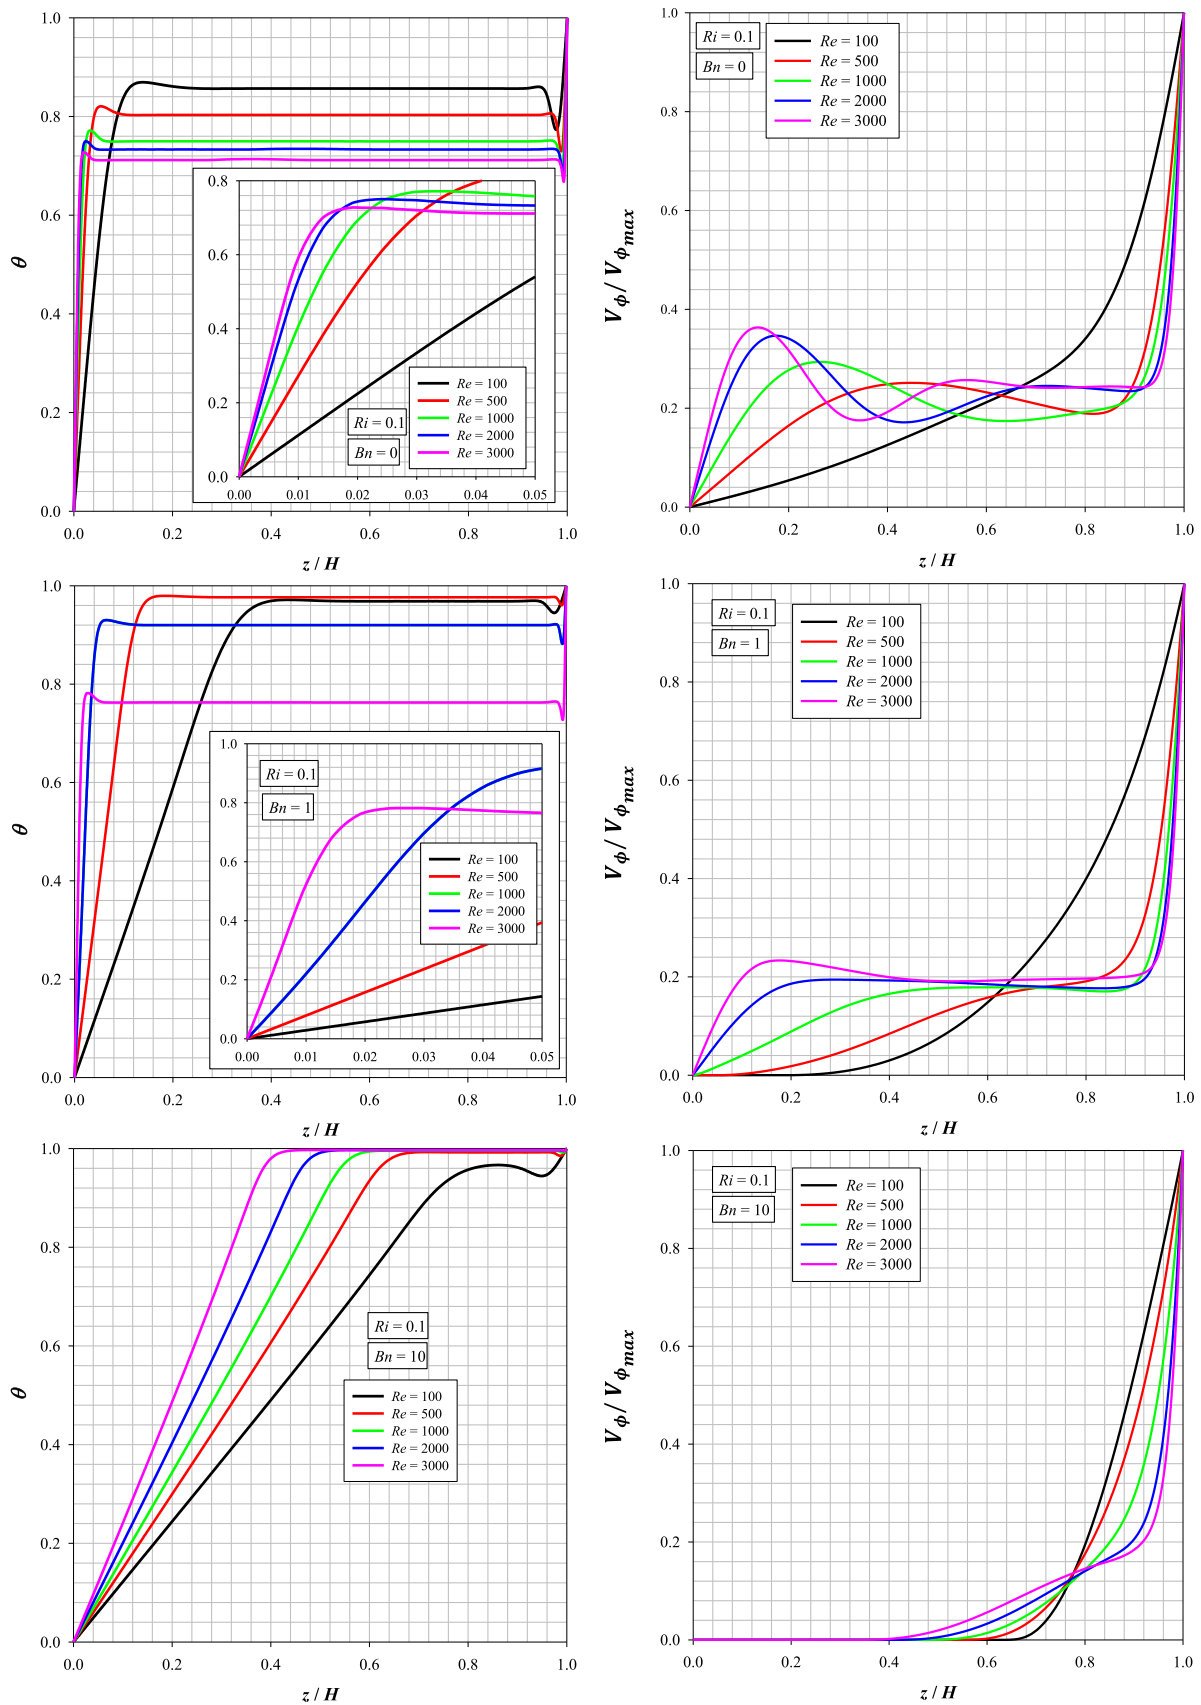 1.0
0.8
0.6
0.4
0.2
0.0
θ
0.0 0.2 0.4 0.6 0.8 1.0
z / H
0.8
0.6
0.4
0.2
0.0
0.00 0.01 0.02 0.03 0.04 0.05
Ri = 0.1
Bn = 0
Re = 100
Re = 500
Re = 1000
Re = 2000
Re = 3000
1.0
0.8
0.6
0.4
0.2
0.0
Vϕ / Vϕmax
0.0 0.2 0.4 0.6 0.8 1.0
z / H
Ri = 0.1
Bn = 0
Re = 100
Re = 500
Re = 1000
Re = 2000
Re = 3000
1.0
0.8
0.6
0.4
0.2
0.0
θ
0.0 0.2 0.4 0.6 0.8 1.0
z / H
1.0
0.8
0.6
0.4
0.2
0.0
0.00 0.01 0.02 0.03 0.04 0.05
Ri = 0.1
Bn = 1
Re = 100
Re = 500
Re = 1000
Re = 2000
Re = 3000
1.0
0.8
0.6
0.4
0.2
0.0
Vϕ / Vϕmax
0.0 0.2 0.4 0.6 0.8 1.0
z / H
Ri = 0.1
Bn = 1
Re = 100
Re = 500
Re = 1000
Re = 2000
Re = 3000
1.0
0.8
0.6
0.4
0.2
0.0
θ
0.0 0.2 0.4 0.6 0.8 1.0
z / H
Ri = 0.1
Bn = 10
Re = 100
Re = 500
Re = 1000
Re = 2000
Re = 3000
1.0
0.8
0.6
0.4
0.2
0.0
Vϕ / Vϕmax
0.0 0.2 0.4 0.6 0.8 1.0
z / H
Ri = 0.1
Bn = 10
Re = 100
Re = 500
Re = 1000
Re = 2000
Re = 3000